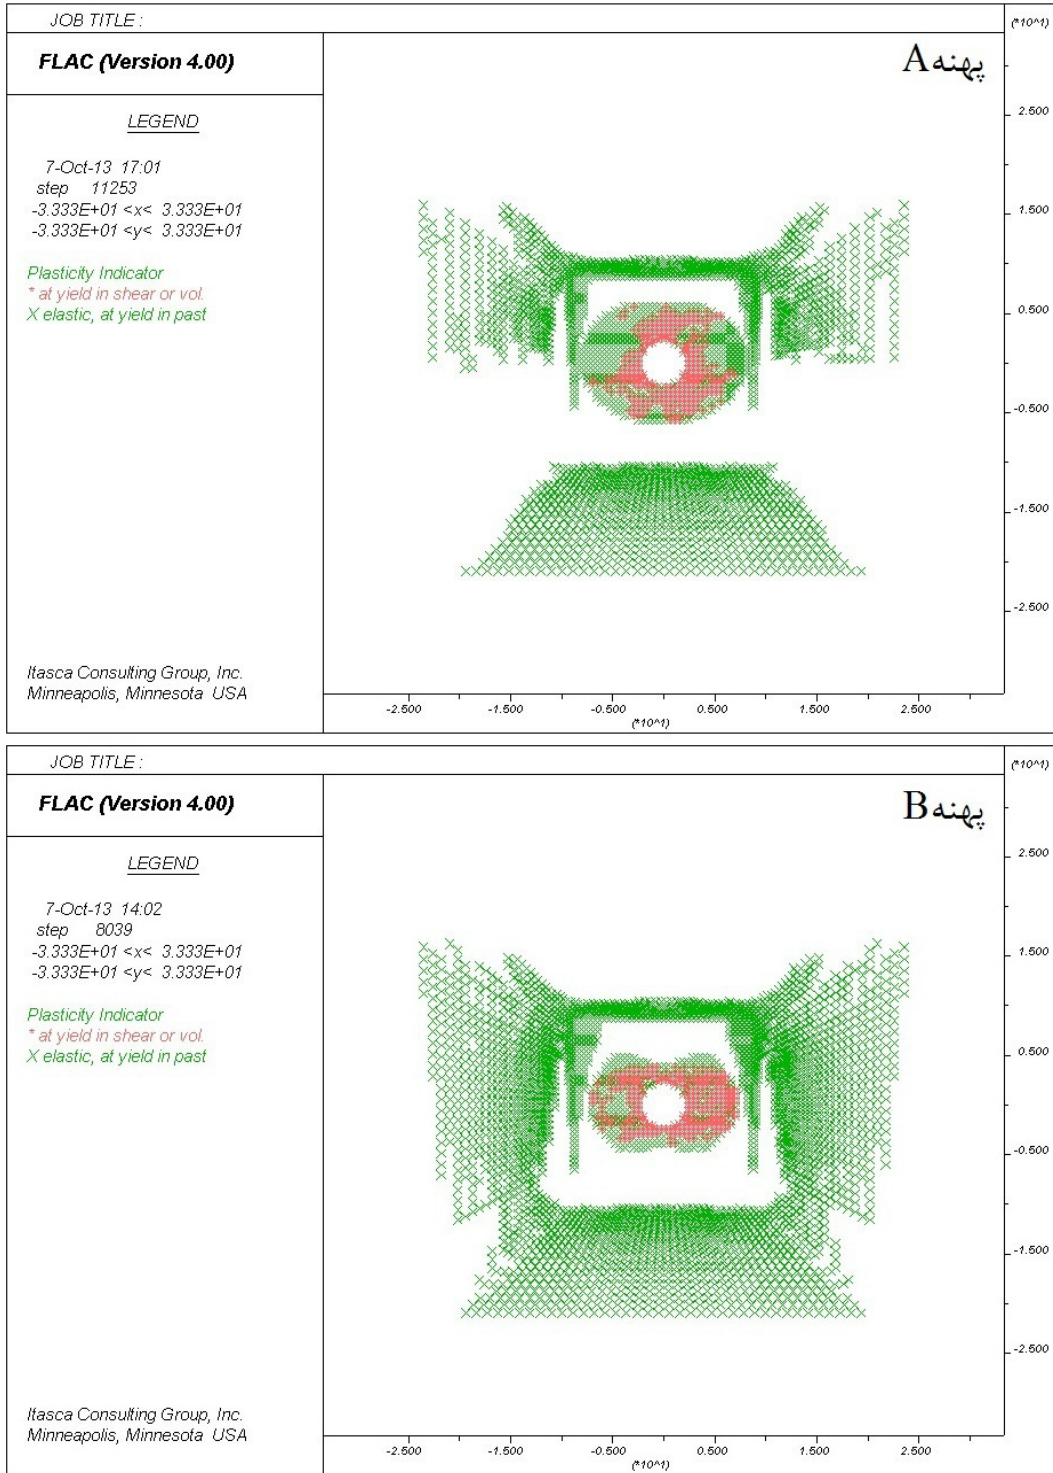 JOB TITLE :
(*10^1)
FLAC (Version 4.00)
پهنه A
LEGEND
7-Oct-13 17:01
step 11253
-3.333E+01 <x< 3.333E+01
-3.333E+01 <y< 3.333E+01
Plasticity Indicator
* at yield in shear or vol.
X elastic, at yield in past
2.500
1.500
0.500
-0.500
-1.500
-2.500
Itasca Consulting Group, Inc.
Minneapolis, Minnesota USA
-2.500 -1.500 -0.500 0.500 1.500 2.500
(*10^1)
JOB TITLE :
(*10^1)
FLAC (Version 4.00)
پهنه B
LEGEND
7-Oct-13 14:02
step 8039
-3.333E+01 <x< 3.333E+01
-3.333E+01 <y< 3.333E+01
Plasticity Indicator
* at yield in shear or vol.
X elastic, at yield in past
2.500
1.500
0.500
-0.500
-1.500
-2.500
Itasca Consulting Group, Inc.
Minneapolis, Minnesota USA
-2.500 -1.500 -0.500 0.500 1.500 2.500
(*10^1)